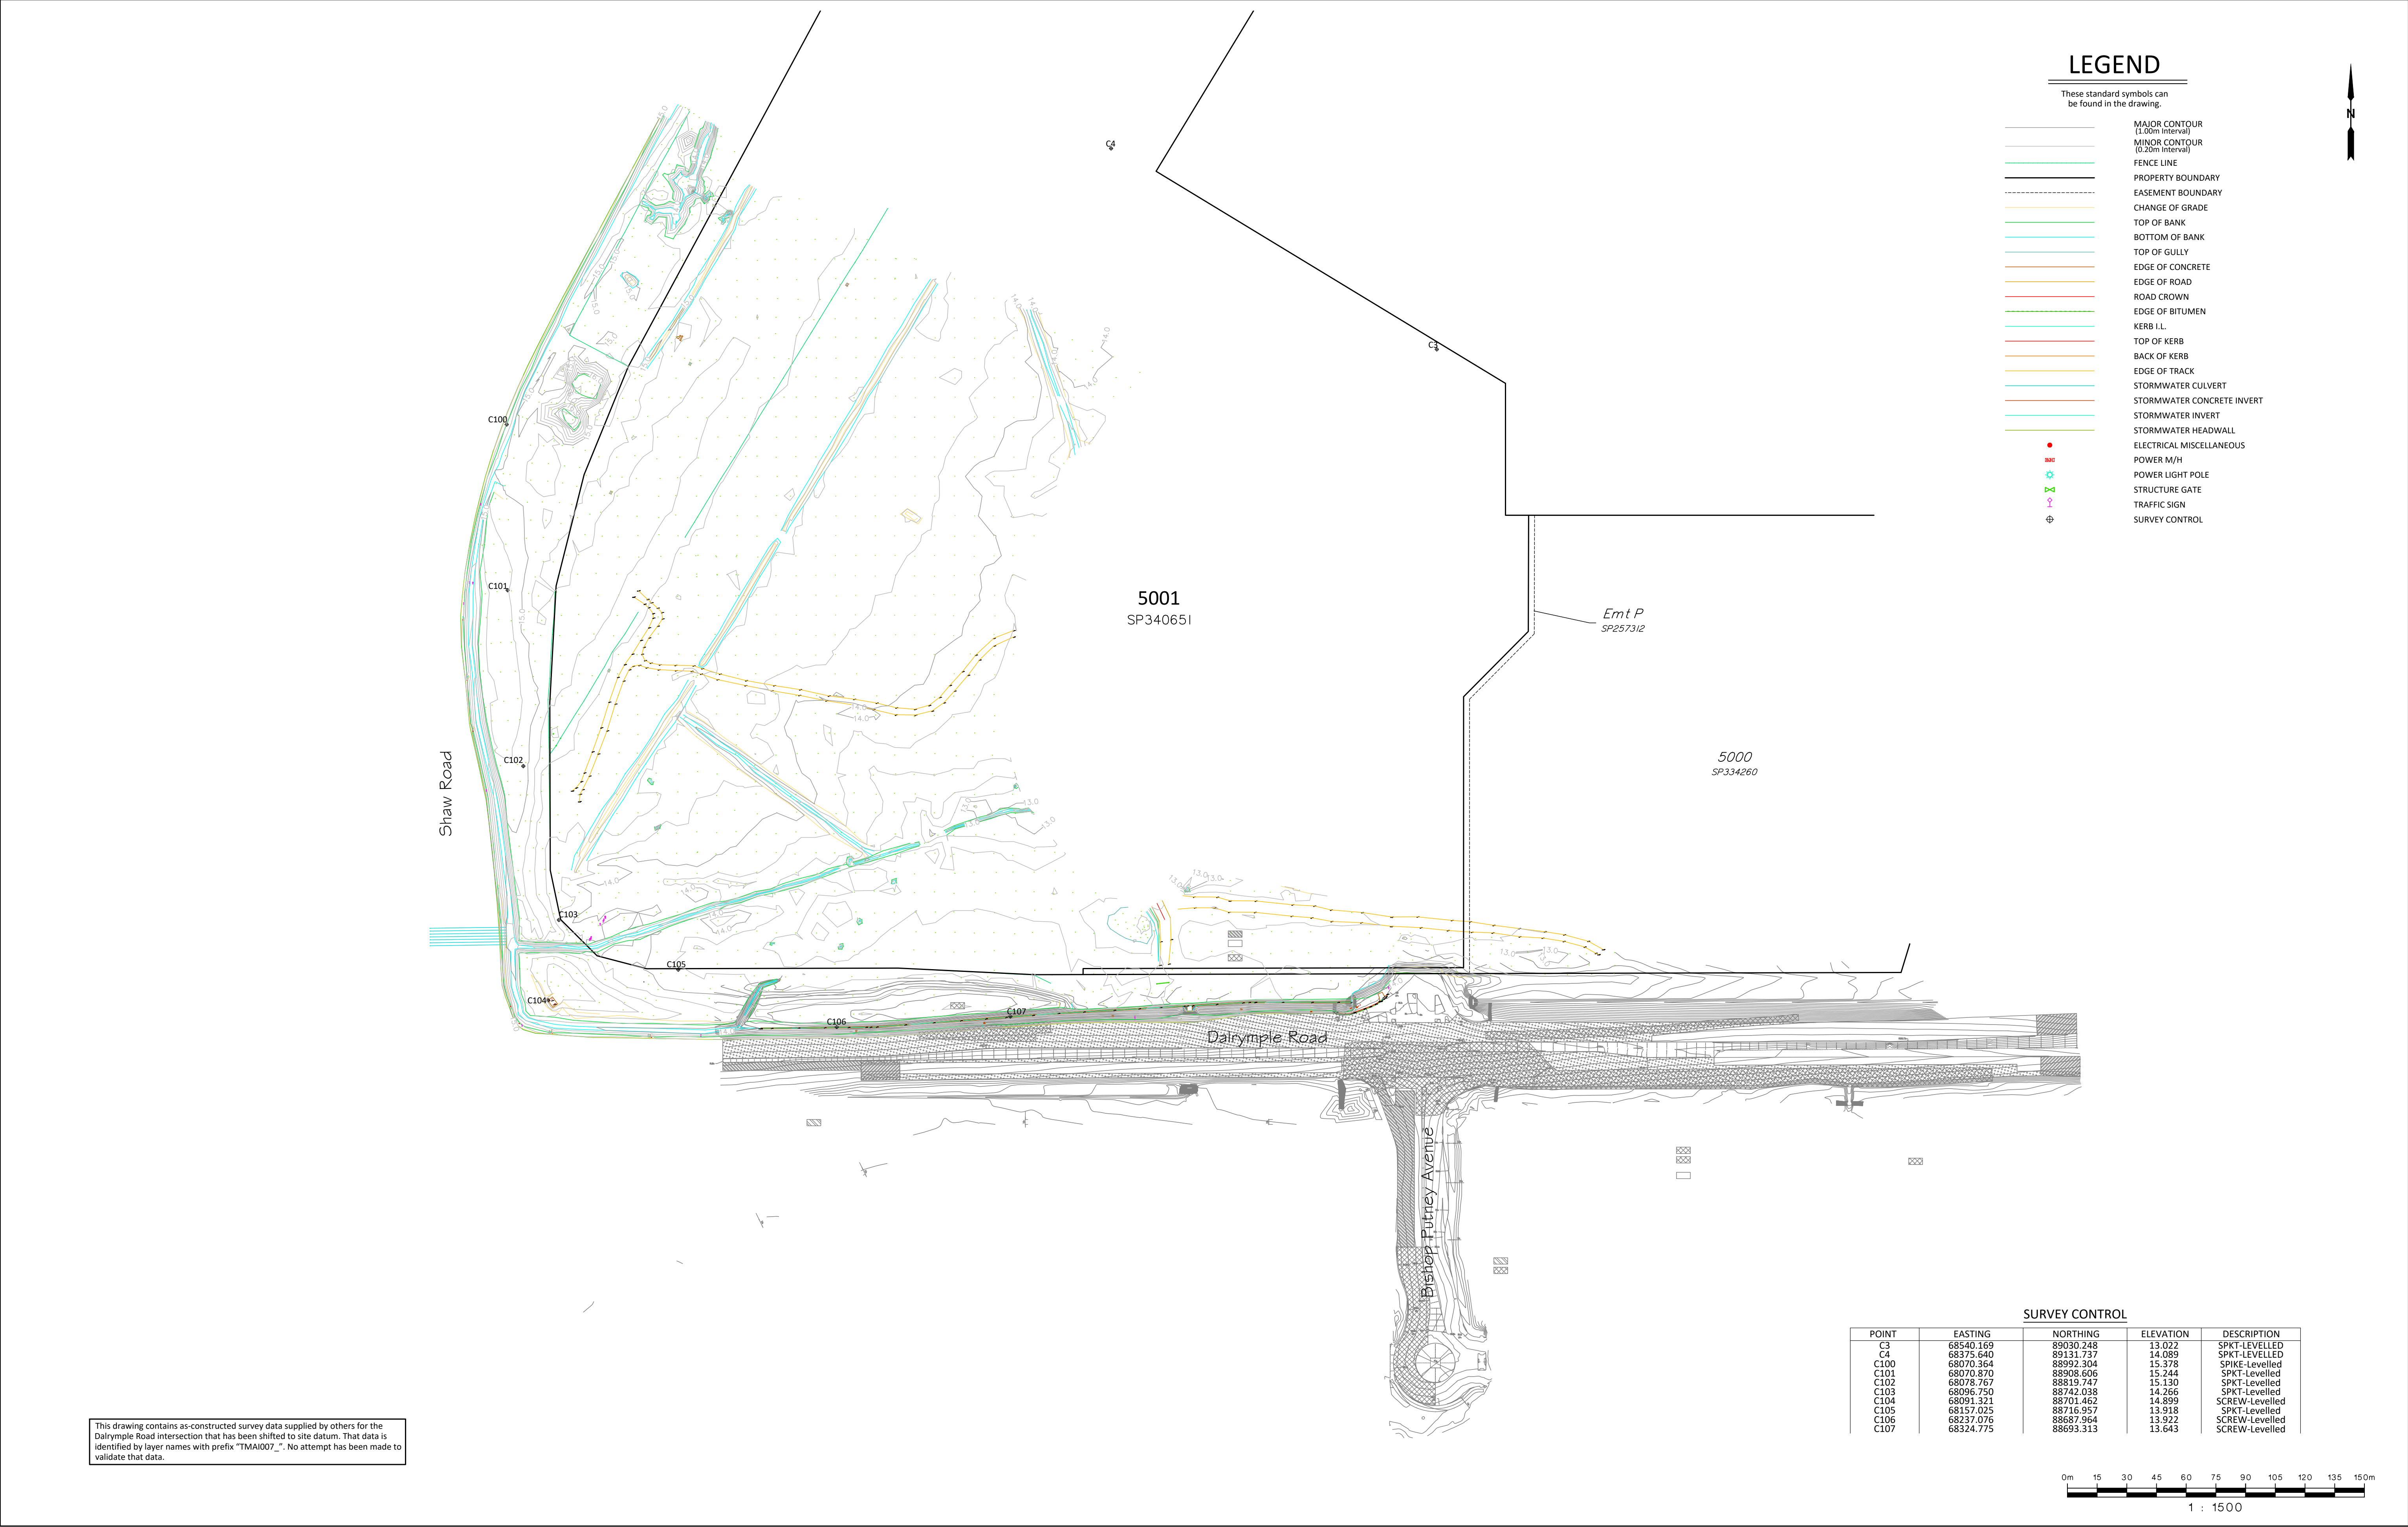 LEGEND
These standard symbols can
be found in the drawing.
N
MAJOR CONTOUR
(1.00m Interval)
MINOR CONTOUR
(0.20m Interval)
FENCE LINE
PROPERTY BOUNDARY
EASEMENT BOUNDARY
CHANGE OF GRADE
TOP OF BANK
BOTTOM OF BANK
TOP OF GULLY
EDGE OF CONCRETE
EDGE OF ROAD
ROAD CROWN
EDGE OF BITUMEN
KERB I.L.
TOP OF KERB
BACK OF KERB
EDGE OF TRACK
STORMWATER CULVERT
STORMWATER CONCRETE INVERT
STORMWATER INVERT
STORMWATER HEADWALL
ELECTRICAL MISCELLANEOUS
POWER M/H
POWER LIGHT POLE
STRUCTURE GATE
TRAFFIC SIGN
SURVEY CONTROL
C4
C3
C100
C101
C102
C103
C104
C105
C106
C107
5001
SP340651
Emt P
SP257312
5000
SP334260
Shaw Road
Dalrymple Road
Bishop Putney Avenue
SURVEY CONTROL
POINT EASTING NORTHING ELEVATION DESCRIPTION
C3 68540.169 89030.248 13.022 SPKT-LEVELLED
C4 68375.640 89131.737 14.089 SPKT-LEVELLED
C100 68070.364 88992.304 15.378 SPIKE-Levelled
C101 68070.870 88908.606 15.244 SPKT-Levelled
C102 68078.767 88819.747 15.130 SPKT-Levelled
C103 68096.750 88742.038 14.266 SPKT-Levelled
C104 68091.321 88701.462 14.899 SCREW-Levelled
C105 68157.025 88716.957 13.918 SPKT-Levelled
C106 68237.076 88687.964 13.922 SCREW-Levelled
C107 68324.775 88693.313 13.643 SCREW-Levelled
This drawing contains as-constructed survey data supplied by others for the
Dalrymple Road intersection that has been shifted to site datum. That data is
identified by layer names with prefix "TMAI007_". No attempt has been made to
validate that data.
0m 15 30 45 60 75 90 105 120 135 150m
1 : 1500